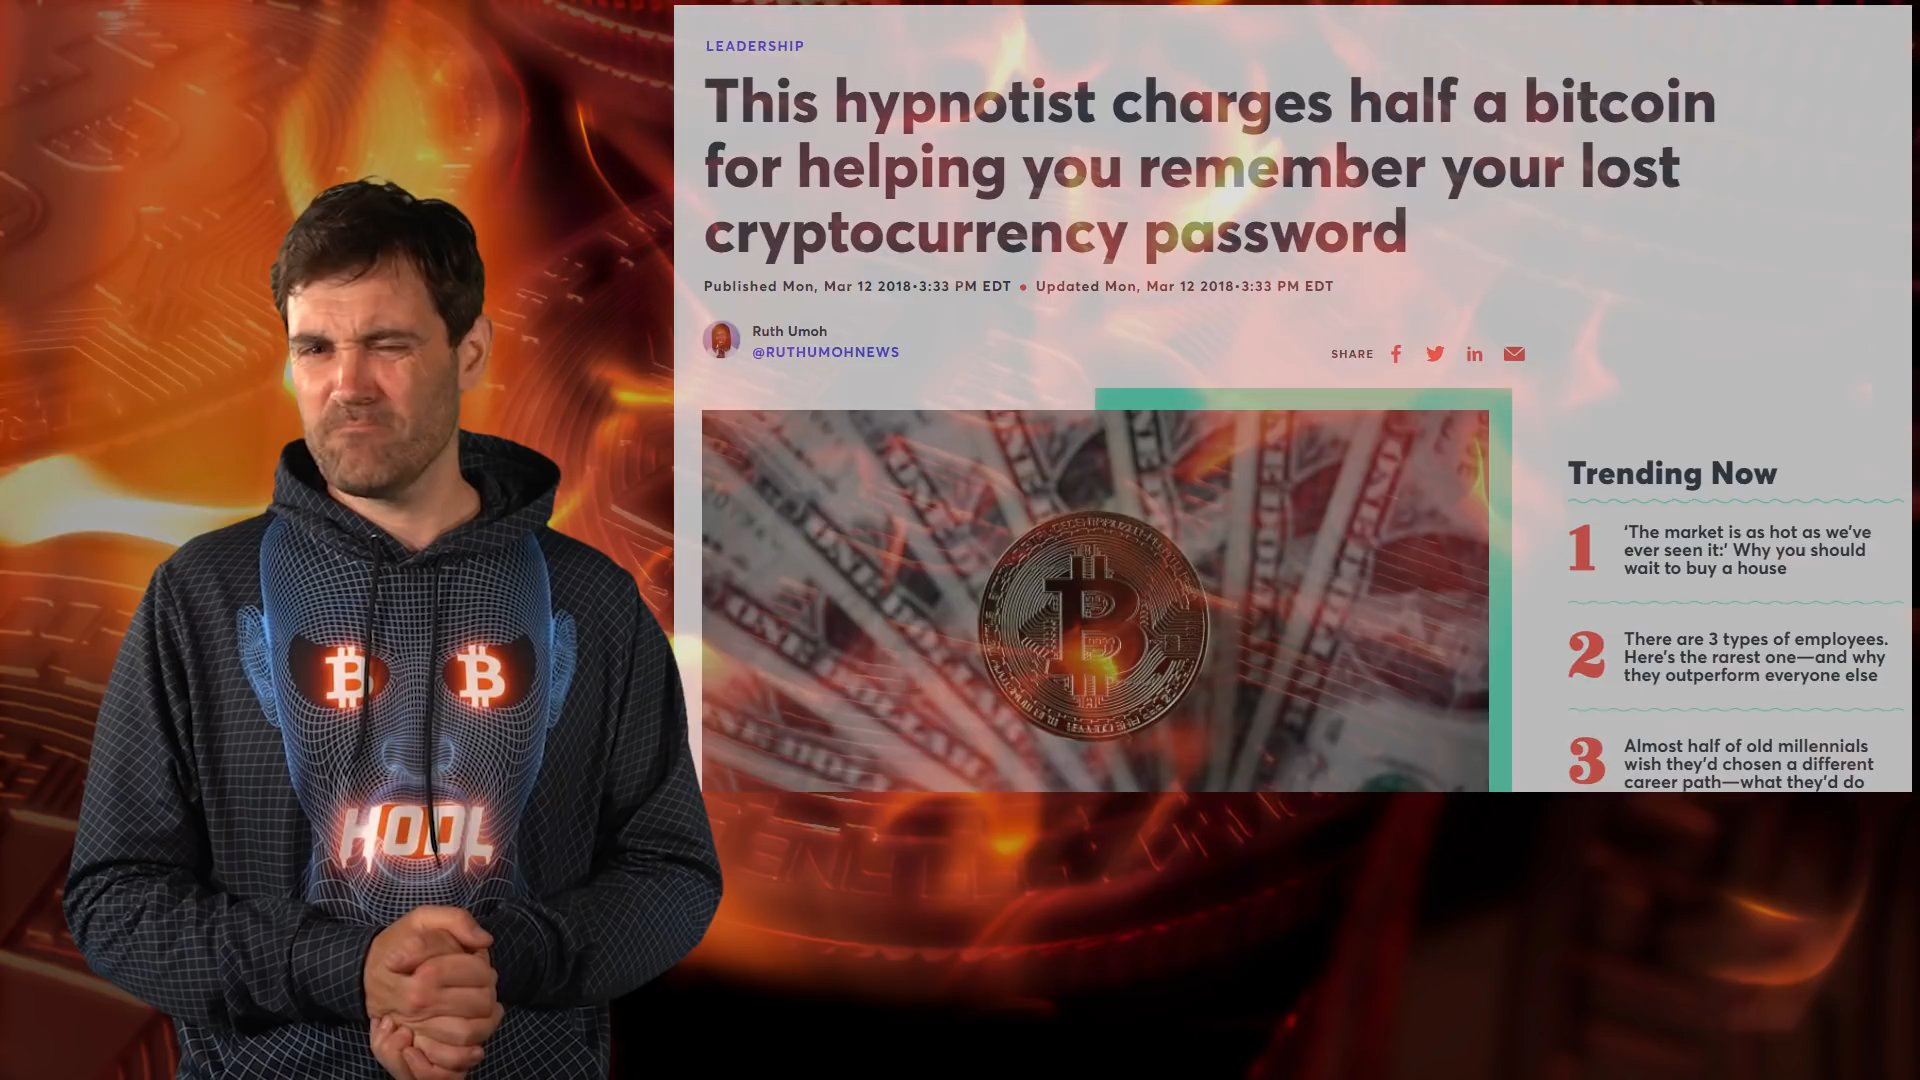 LEADERSHIP
This hypnotist charges half a bitcoin
for helping you remember your lost
cryptocurrency password
Published Mon, Mar 12 2018•3:33 PM EDT • Updated Mon, Mar 12 2018•3:33 PM EDT
Ruth Umoh
@RUTHUMOHNEWS
SHARE
Trending Now
1
‘The market is as hot as we’ve
ever seen it:’ Why you should
wait to buy a house
2
There are 3 types of employees.
Here’s the rarest one—and why
they outperform everyone else
3
Almost half of old millennials
wish they’d chosen a different
career path—what they’d do
HODL